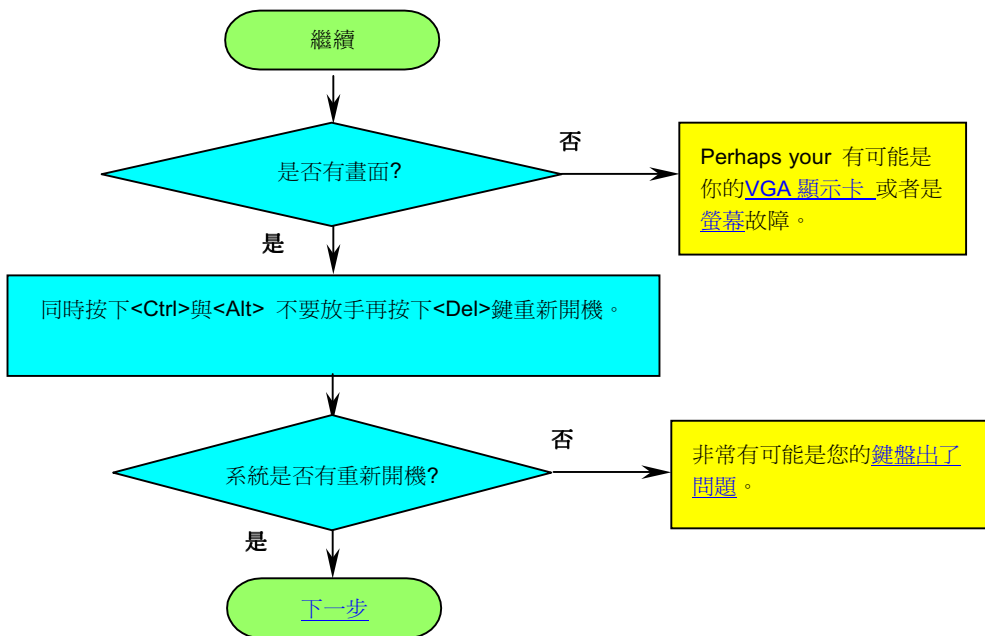 繼續
是否有畫面?
否
Perhaps your 有可能是
你的VGA 顯示卡 或者是
螢幕故障。
是
同時按下<Ctrl>與<Alt> 不要放手再按下<Del>鍵重新開機。
系統是否有重新開機?
否
非常有可能是您的鍵盤出了
問題。
是
下一步